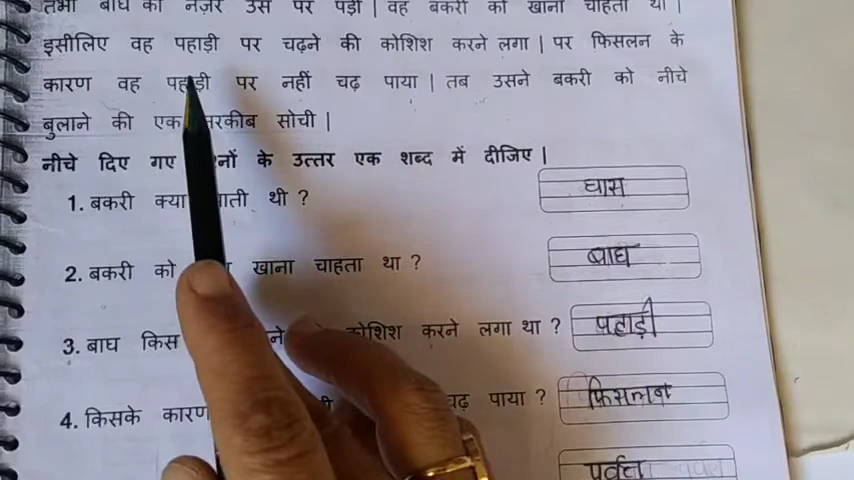 तभी बाघ की नज़र उस पर पड़ी | वह बकरी को खाना चाहता था |
इसीलिए वह पहाड़ी पर चढ़ने की कोशिश करने लगा | पर फिसलन के
कारण वह पहाड़ी पर नहीं चढ़ पाया | तब उसने बकरी को नीचे
बुलाने की एक तरकीब सोची |
नीचे दिए गए के उत्तर एक शब्द में दीजिए |
1. बकरी क्या थी ? घास
2. बकरी को खाना चाहता था ? बाघ
3. बाघ किस कोशिश करने लगा था ? पहाड़ी
4. किसके कारण चढ़ पाया ? फिसलन